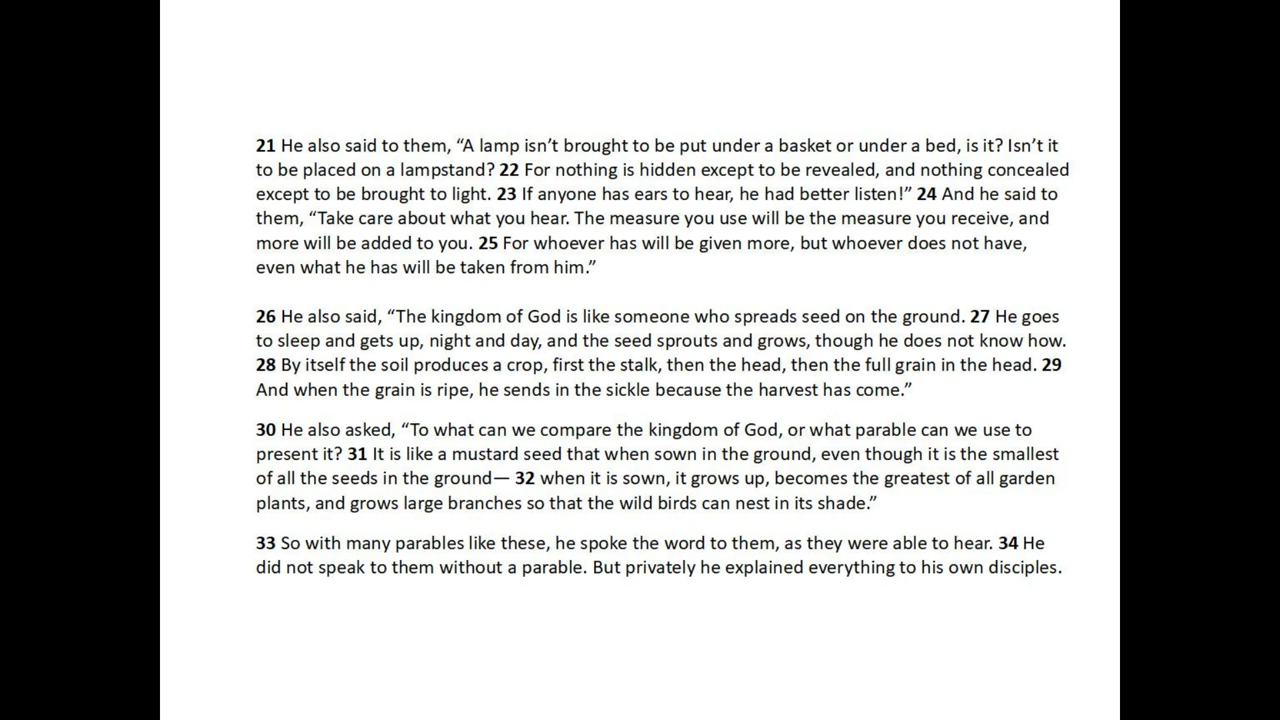 21 He also said to them, “A lamp isn’t brought to be put under a basket or under a bed, is it? Isn’t it
to be placed on a lampstand? 22 For nothing is hidden except to be revealed, and nothing concealed
except to be brought to light. 23 If anyone has ears to hear, he had better listen!” 24 And he said to
them, “Take care about what you hear. The measure you use will be the measure you receive, and
more will be added to you. 25 For whoever has will be given more, but whoever does not have,
even what he has will be taken from him.”
26 He also said, “The kingdom of God is like someone who spreads seed on the ground. 27 He goes
to sleep and gets up, night and day, and the seed sprouts and grows, though he does not know how.
28 By itself the soil produces a crop, first the stalk, then the head, then the full grain in the head. 29
And when the grain is ripe, he sends in the sickle because the harvest has come.”
30 He also asked, “To what can we compare the kingdom of God, or what parable can we use to
present it? 31 It is like a mustard seed that when sown in the ground, even though it is the smallest
of all the seeds in the ground— 32 when it is sown, it grows up, becomes the greatest of all garden
plants, and grows large branches so that the wild birds can nest in its shade.”
33 So with many parables like these, he spoke the word to them, as they were able to hear. 34 He
did not speak to them without a parable. But privately he explained everything to his own disciples.